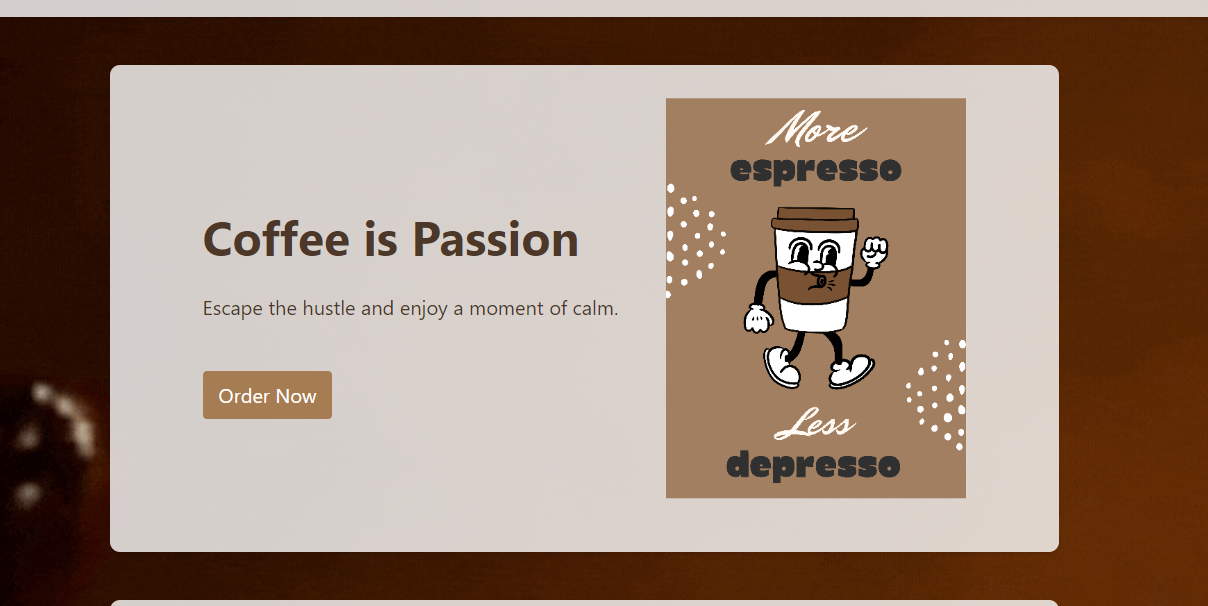 Coffee is Passion
Escape the hustle and enjoy a moment of calm.
Order Now
More
espresso
Less
depresso